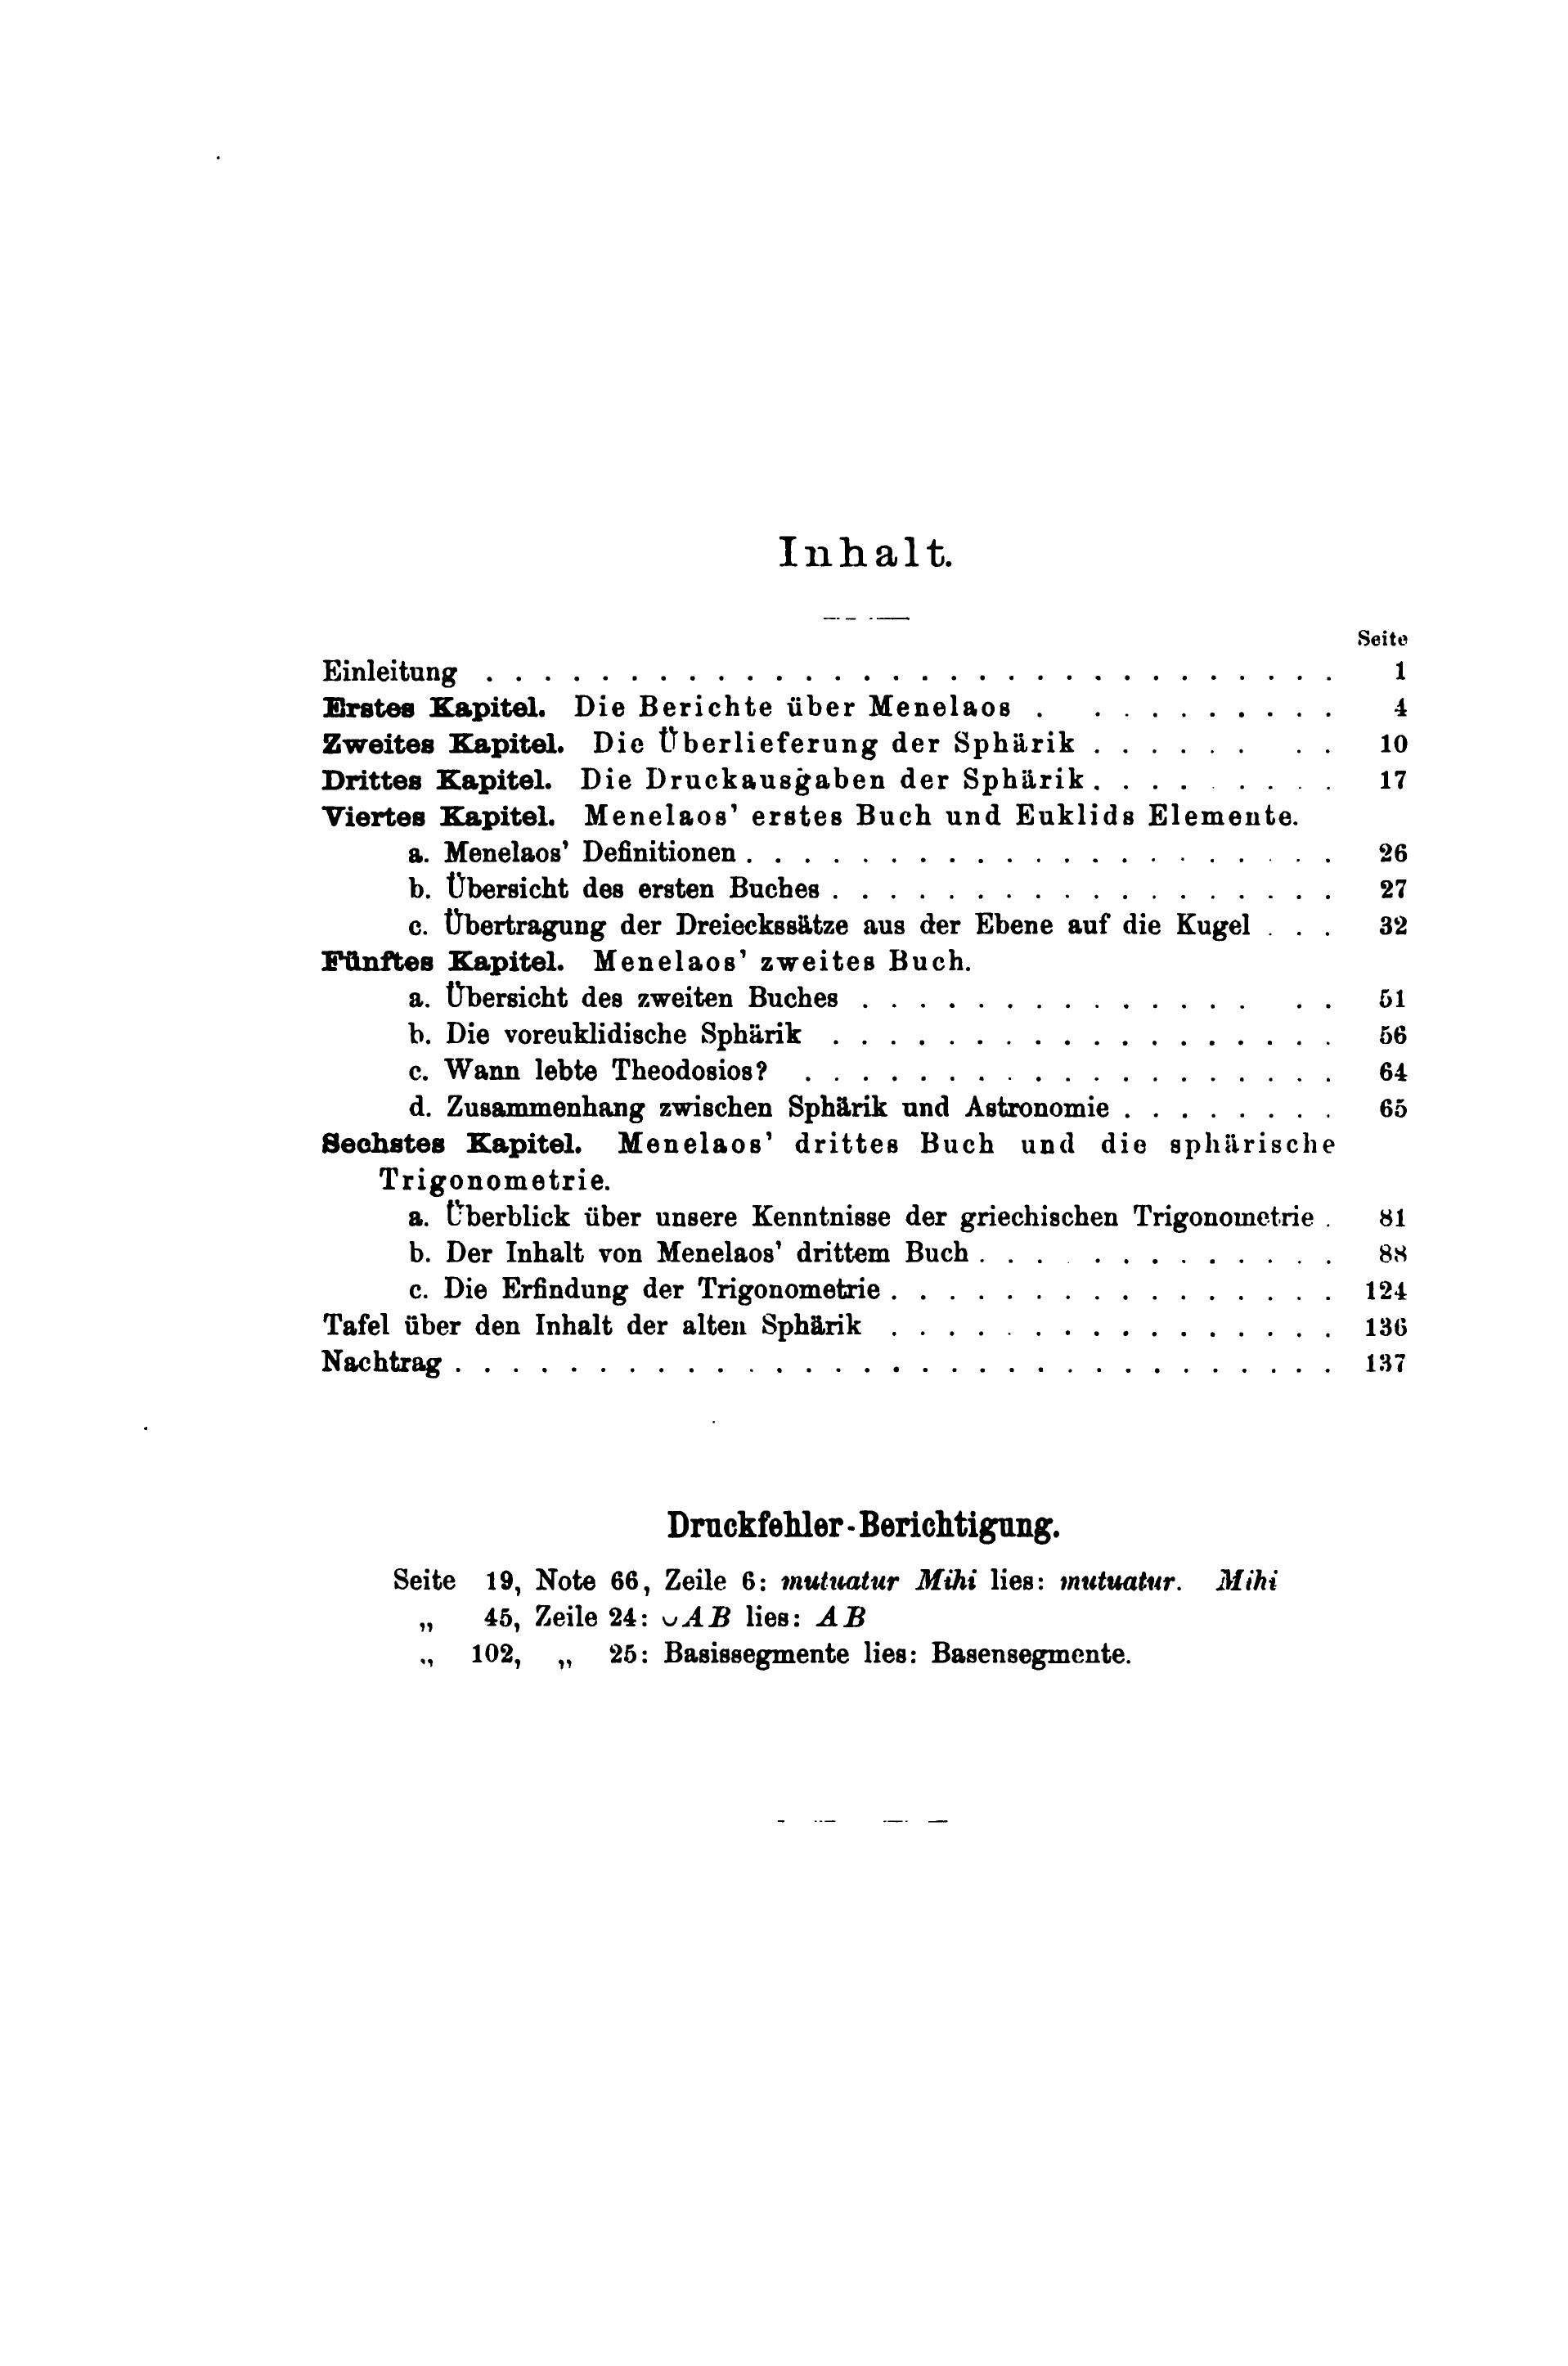 Inhalt.
Seite
Einleitung . . . . . . . . . . . . . . . . . . . . . . . . . . . . . . 1
Erstes Kapitel. Die Berichte über Menelaos . . . . . . . . . . 4
Zweites Kapitel. Die Überlieferung der Sphärik . . . . . . . . 10
Drittes Kapitel. Die Druckausgaben der Sphärik . . . . . . . . . 17
Viertes Kapitel. Menelaos' erstes Buch und Euklids Elemente.
a. Menelaos' Definitionen . . . . . . . . . . . . . . . . . . . . . 26
b. Übersicht des ersten Buches . . . . . . . . . . . . . . . . . . 27
c. Übertragung der Dreieckssätze aus der Ebene auf die Kugel . . . 32
Fünftes Kapitel. Menelaos' zweites Buch.
a. Übersicht des zweiten Buches . . . . . . . . . . . . . . . . 51
b. Die voreuklidische Sphärik . . . . . . . . . . . . . . . . . . 56
c. Wann lebte Theodosios? . . . . . . . . . . . . . . . . . . . 64
d. Zusammenhang zwischen Sphärik und Astronomie . . . . . . . . 65
Sechstes Kapitel. Menelaos' drittes Buch und die sphärische
Trigonometrie.
a. Überblick über unsere Kenntnisse der griechischen Trigonometrie . 81
b. Der Inhalt von Menelaos' drittem Buch . . . . . . . . . . . . . 88
c. Die Erfindung der Trigonometrie . . . . . . . . . . . . . . . . 124
Tafel über den Inhalt der alten Sphärik . . . . . . . . . . . . . . . . 136
Nachtrag . . . . . . . . . . . . . . . . . . . . . . . . . . . . . . . 137
Druckfehler-Berichtigung.
Seite 19, Note 66, Zeile 6: mutuatur Mihi lies: mutuatur. Mihi
„ 45, Zeile 24: ◡AB lies: AB
„ 102, „ 25: Basissegmente lies: Basensegmente.